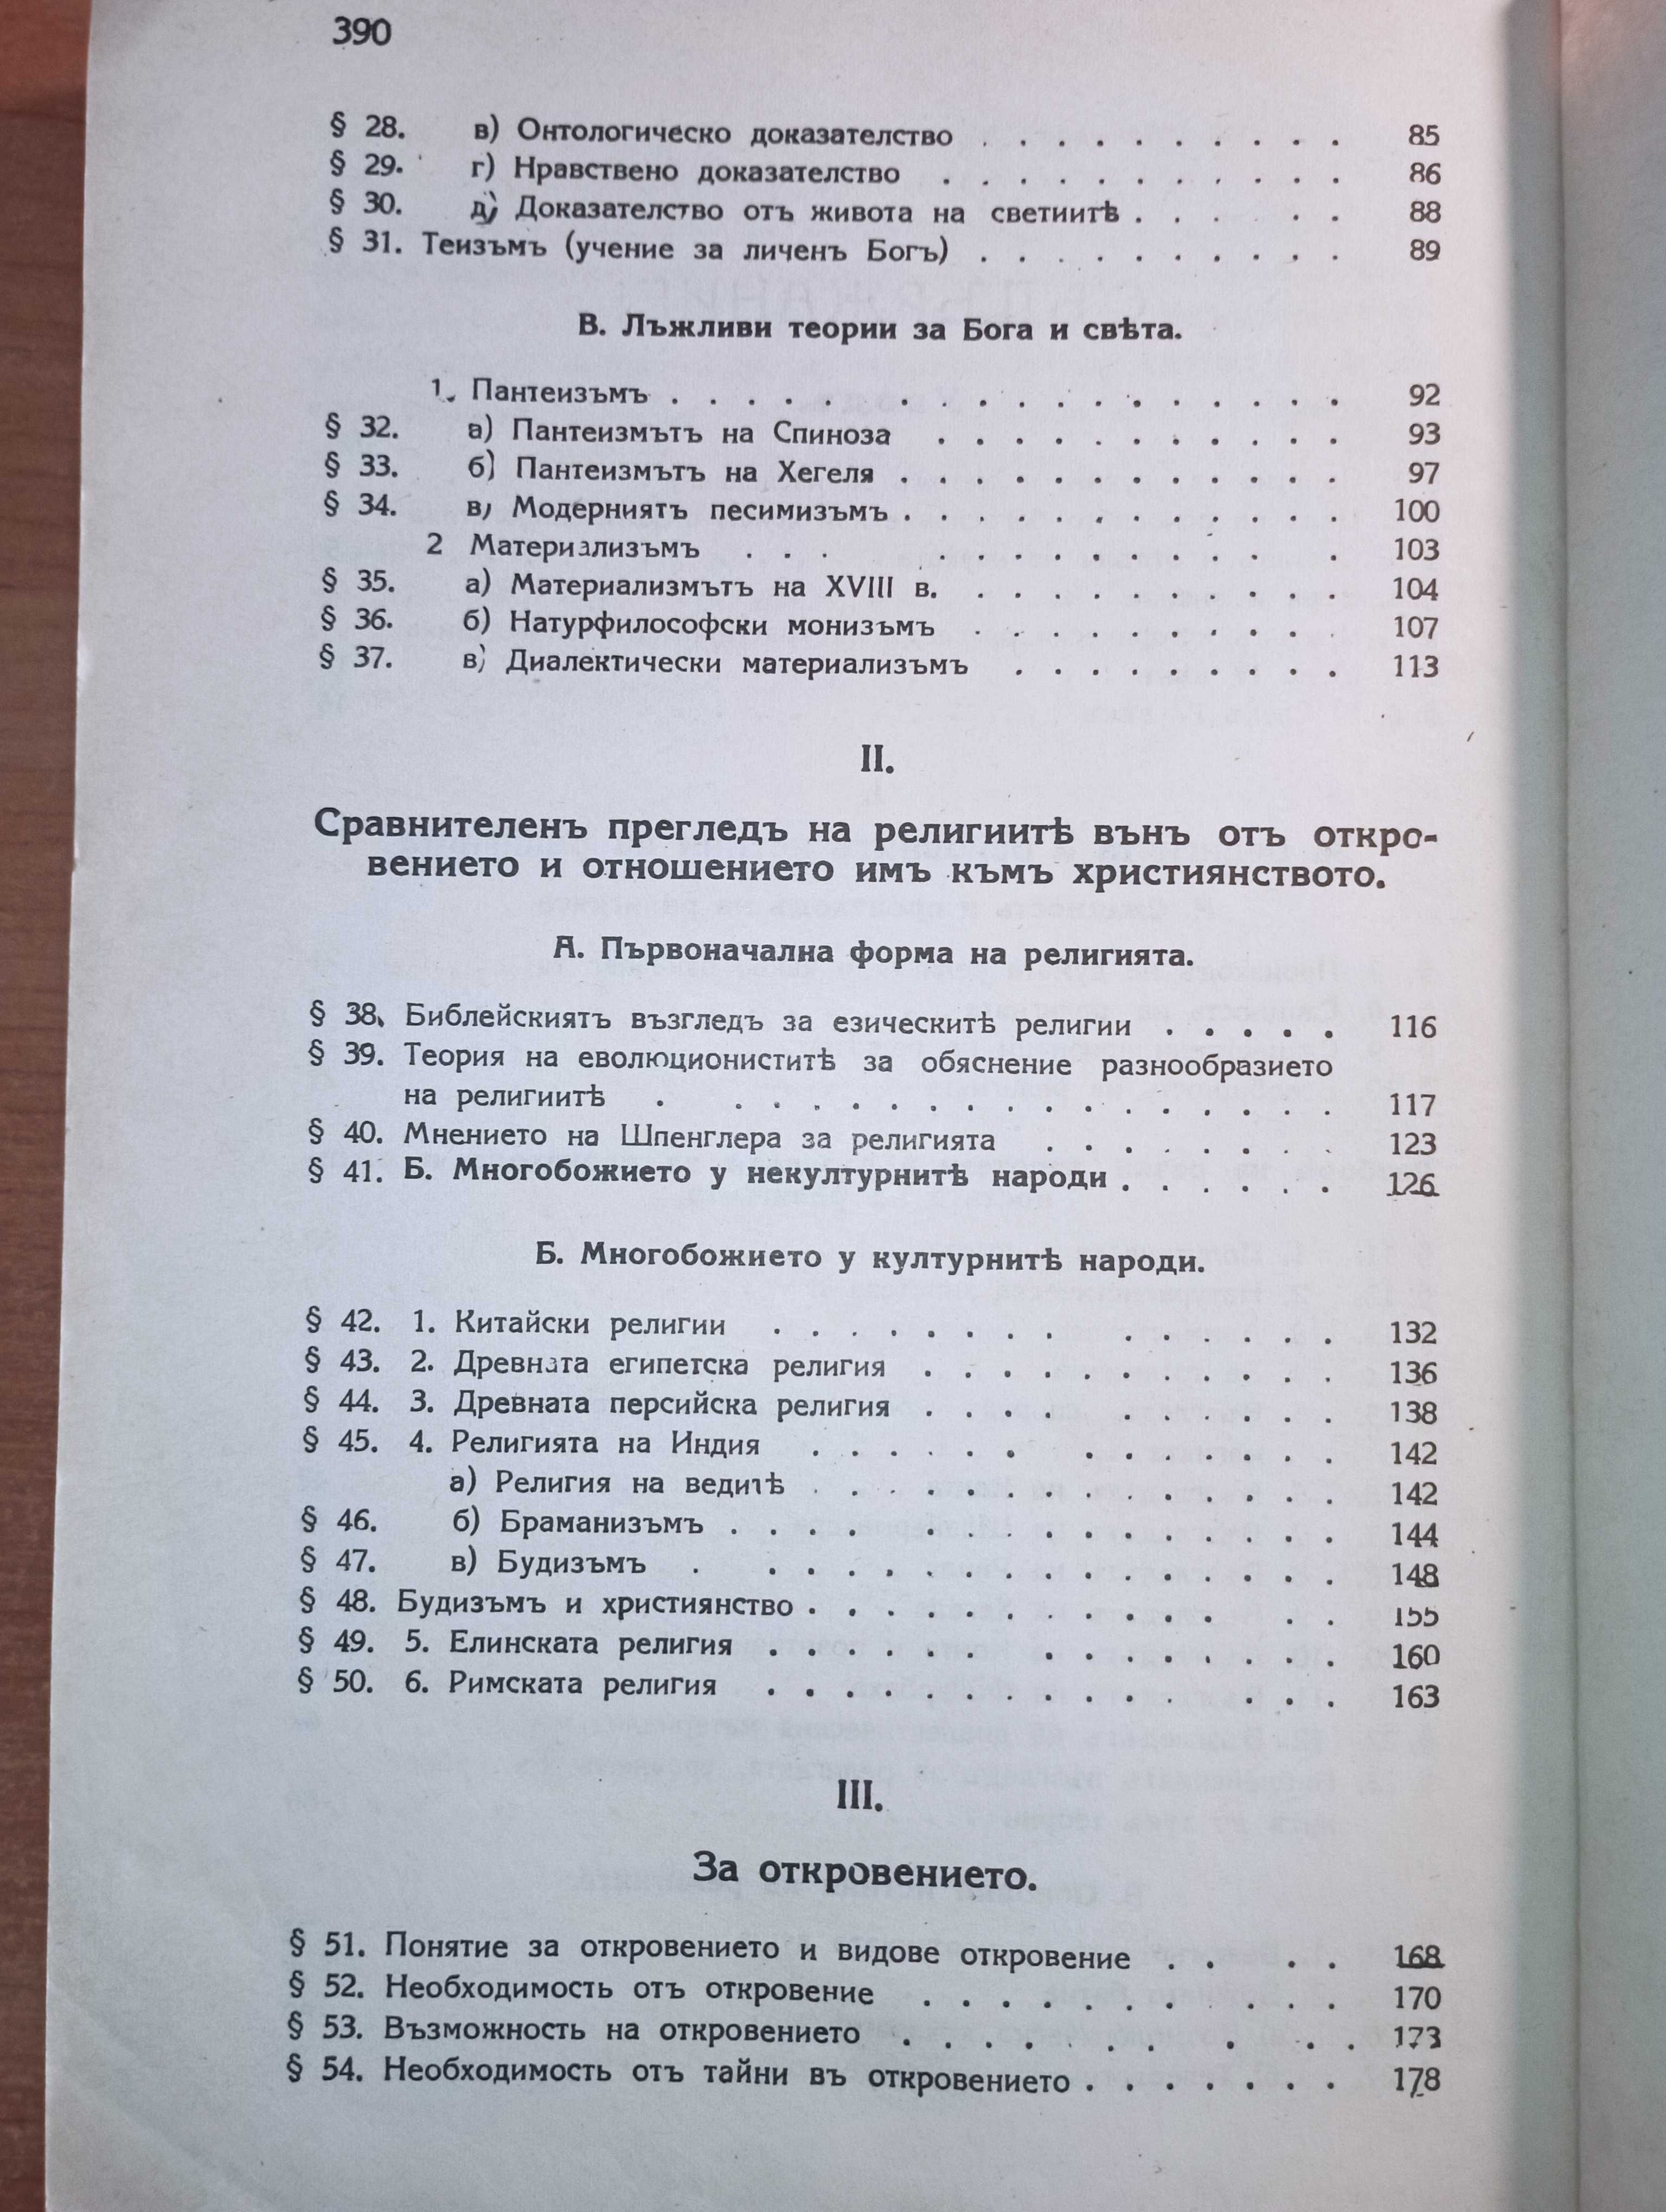 390
§ 28. в) Онтологическо доказателство . . . . . . . . . . 85
§ 29. г) Нравствено доказателство . . . . . . . . . . . 86
§ 30. д) Доказателство отъ живота на светиитѣ . . . . . 88
§ 31. Теизъмъ (учение за личенъ Богъ) . . . . . . . . . . 89
В. Лъжливи теории за Бога и свѣта.
1. Пантеизъмъ . . . . . . . . . . . . . . . . . . 92
§ 32. а) Пантеизмътъ на Спиноза . . . . . . . . . . . 93
§ 33. б) Пантеизмътъ на Хегеля . . . . . . . . . . . . 97
§ 34. в) Модерниятъ песимизъмъ . . . . . . . . . . . . 100
2 Материализъмъ . . . . . . . . . . . . . 103
§ 35. а) Материализмътъ на XVIII в. . . . . . . . . . . 104
§ 36. б) Натурфилософски монизъмъ . . . . . . . . . . 107
§ 37. в) Диалектически материализъмъ . . . . . . . . . 113
II.
Сравнителенъ прегледъ на религиитѣ вънъ отъ откро-
вението и отношението имъ къмъ християнството.
А. Първоначална форма на религията.
§ 38. Библейскиятъ възгледъ за езическитѣ религии . . . . . 116
§ 39. Теория на еволюциониститѣ за обяснение разнообразието
на религиитѣ . . . . . . . . . . . . . . . . . 117
§ 40. Мнението на Шпенглера за религията . . . . . . . . 123
§ 41. Б. Многобожието у некултурнитѣ народи . . . . . . 126
Б. Многобожието у културнитѣ народи.
§ 42. 1. Китайски религии . . . . . . . . . . . . . . 132
§ 43. 2. Древната египетска религия . . . . . . . . . . . 136
§ 44. 3. Древната персийска религия . . . . . . . . . . 138
§ 45. 4. Религията на Индия . . . . . . . . . . . . . 142
а) Религия на ведитѣ . . . . . . . . . . . . . . 142
§ 46. б) Браманизъмъ . . . . . . . . . . . . . . . 144
§ 47. в) Будизъмъ . . . . . . . . . . . . . . . . 148
§ 48. Будизъмъ и християнство . . . . . . . . . . . . . 155
§ 49. 5. Елинската религия . . . . . . . . . . . . . . 160
§ 50. 6. Римската религия . . . . . . . . . . . . . . . 163
III.
За откровението.
§ 51. Понятие за откровението и видове откровение . . . . 168
§ 52. Необходимость отъ откровение . . . . . . . . . . . 170
§ 53. Възможность на откровението . . . . . . . . . . 173
§ 54. Необходимость отъ тайни въ откровението . . . . . . . 178